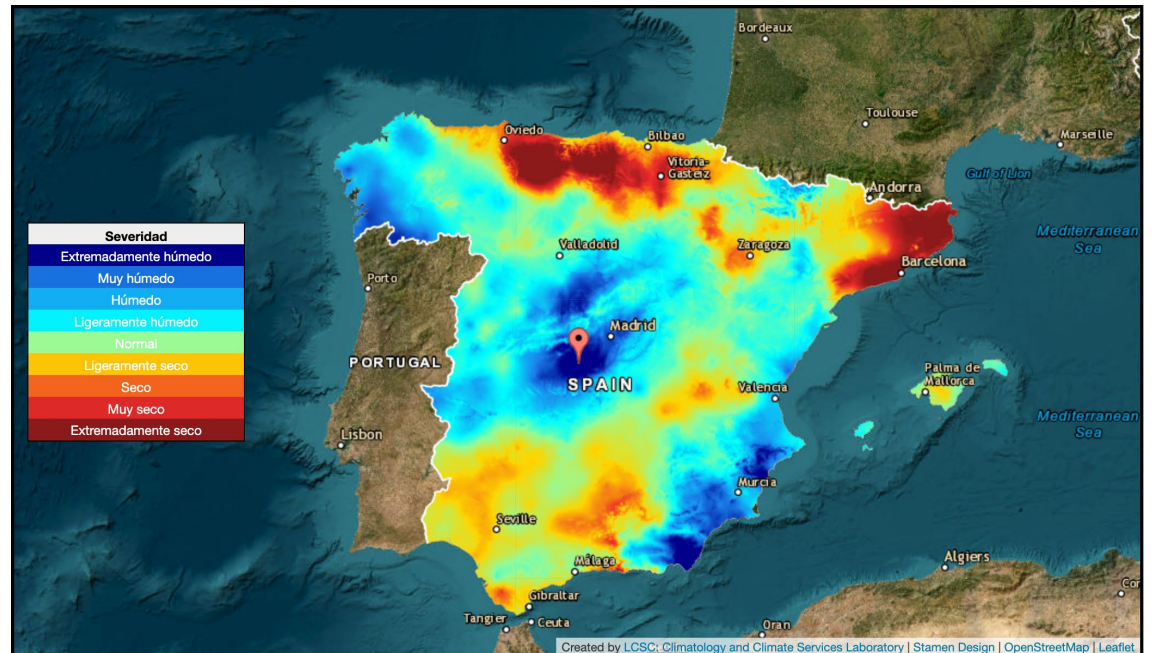 Bordeaux
Toulouse
Marseille
Gulf of Lion
Oviedo
Bilbao
Vitoria-
Gasteiz
Andorra
Mediterranean
Sea
Severidad
Extremadamente húmedo
Muy húmedo
Húmedo
Ligeramente húmedo
Normal
Ligeramente seco
Seco
Muy seco
Extremadamente seco
Valladolid
Zaragoza
Barcelona
Porto
Madrid
PORTUGAL
SPAIN
Valencia
Palma de
Mallorca
Lisbon
Mediterranean
Sea
Murcia
Seville
Málaga
Algiers
Gibraltar
Tangier
Ceuta
Oran
Created by LCSC: Climatology and Climate Services Laboratory | Stamen Design | OpenStreetMap | Leaflet